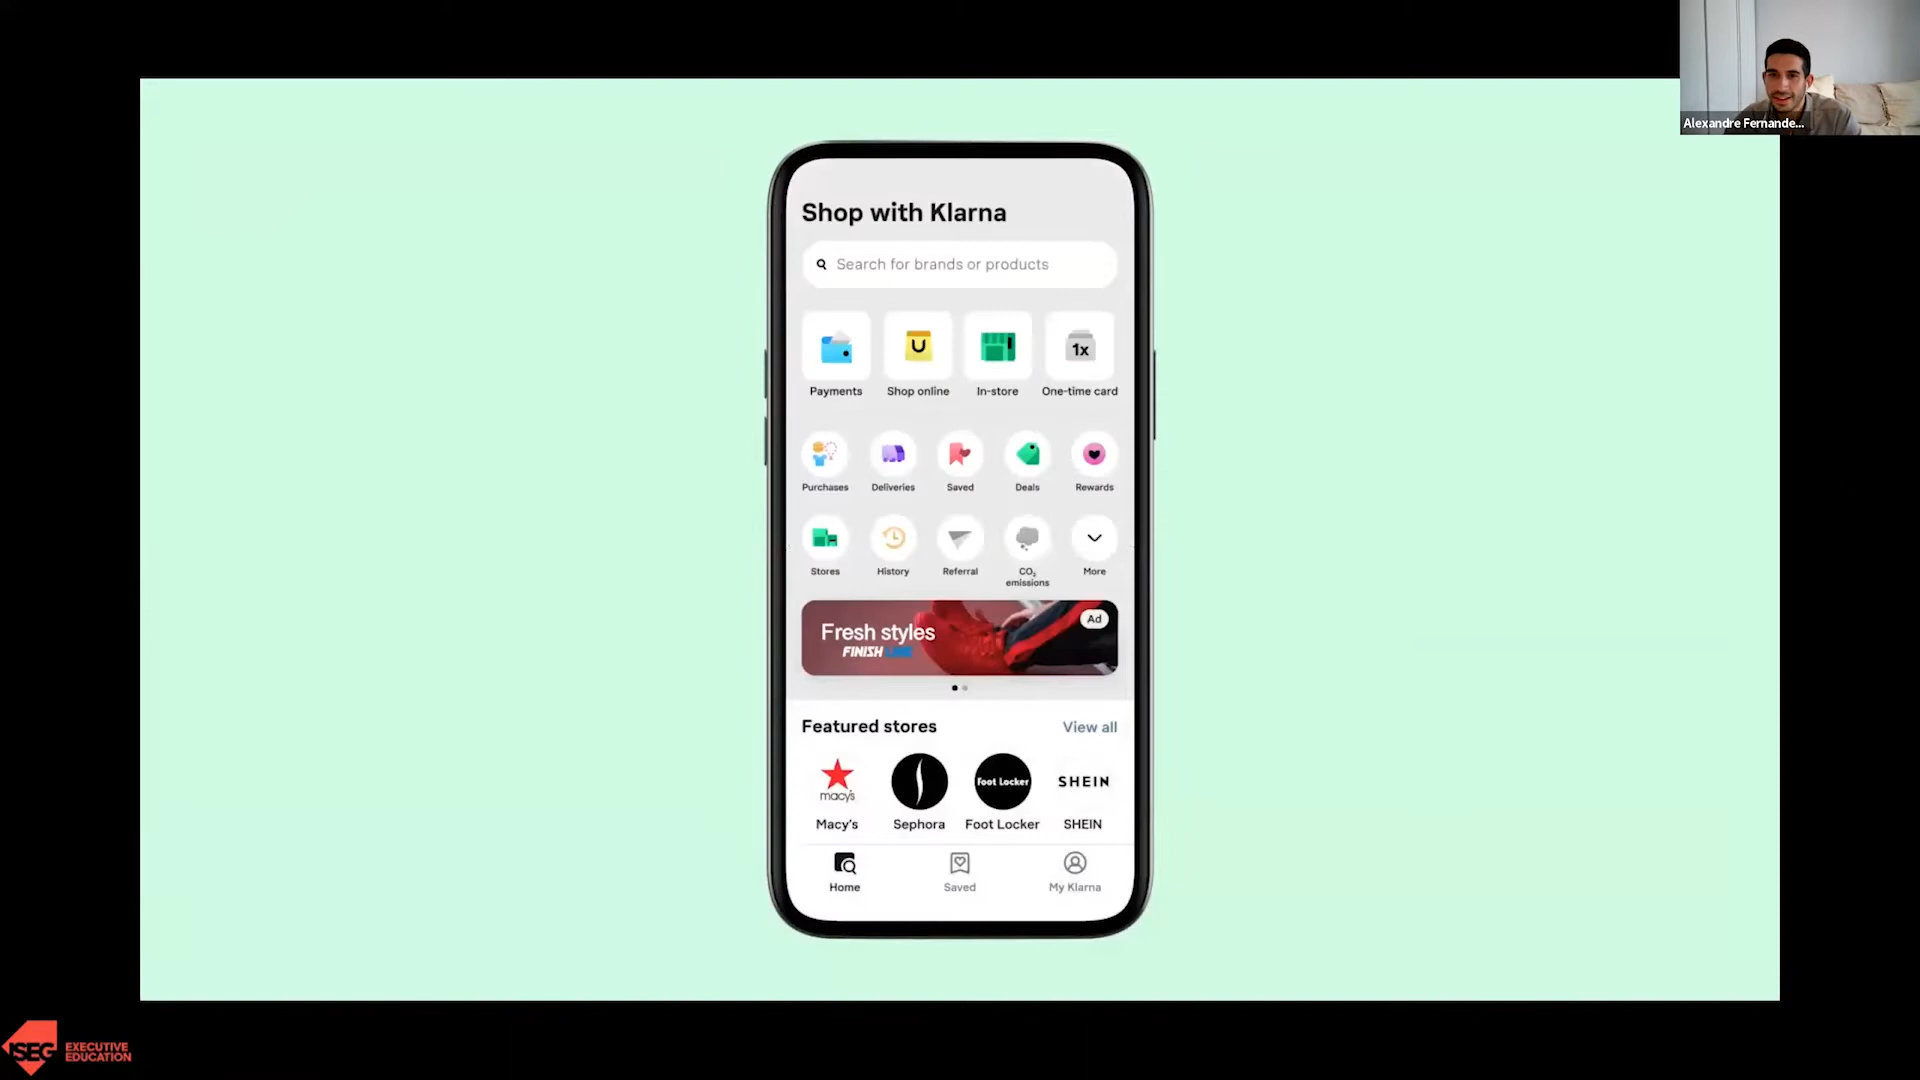 Alexandre Fernande...
Shop with Klarna
Search for brands or products
1x
Payments
Shop online
In-store
One-time card
Purchases
Deliveries
Saved
Deals
Rewards
Stores
History
Referral
CO₂
emissions
More
Fresh styles
Ad
FINISH LINE
Featured stores
View all
macy's
Foot Locker
SHEIN
Macy's
Sephora
Foot Locker
SHEIN
Home
Saved
My Klarna
ISEG
EXECUTIVE
EDUCATION